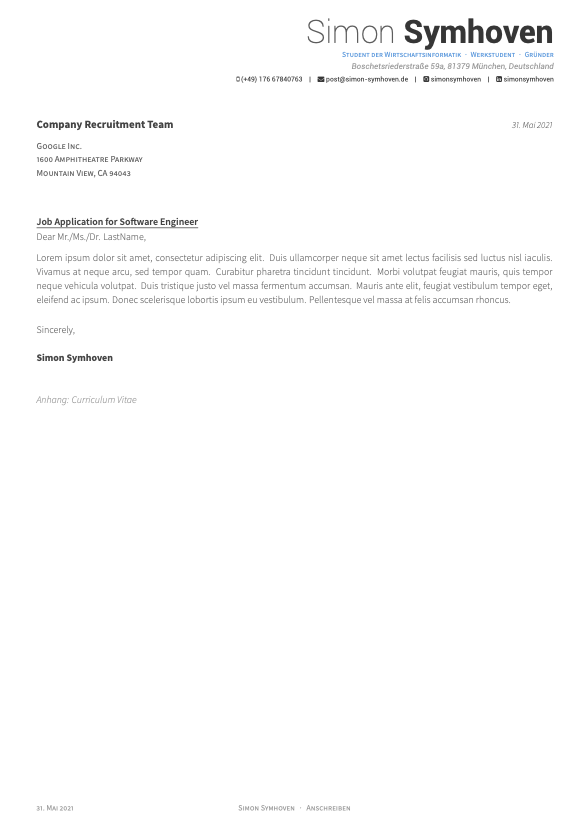 Simon Symhoven
Student der Wirtschaftsinformatik · Werkstudent · Gründer
Boschetsriederstraße 59a, 81379 München, Deutschland
(+49) 176 67840763 | post@simon-symhoven.de | simonsymhoven | simonsymhoven
Company Recruitment Team 31. Mai 2021
Google Inc.
1600 Amphitheatre Parkway
Mountain View, CA 94043
Job Application for Software Engineer
Dear Mr./Ms./Dr. LastName,
Lorem ipsum dolor sit amet, consectetur adipiscing elit. Duis ullamcorper neque sit amet lectus facilisis sed luctus nisl iaculis.
Vivamus at neque arcu, sed tempor quam. Curabitur pharetra tincidunt tincidunt. Morbi volutpat feugiat mauris, quis tempor
neque vehicula volutpat. Duis tristique justo vel massa fermentum accumsan. Mauris ante elit, feugiat vestibulum tempor eget,
eleifend ac ipsum. Donec scelerisque lobortis ipsum eu vestibulum. Pellentesque vel massa at felis accumsan rhoncus.
Sincerely,
Simon Symhoven
Anhang: Curriculum Vitae
31. Mai 2021 Simon Symhoven · Anschreiben